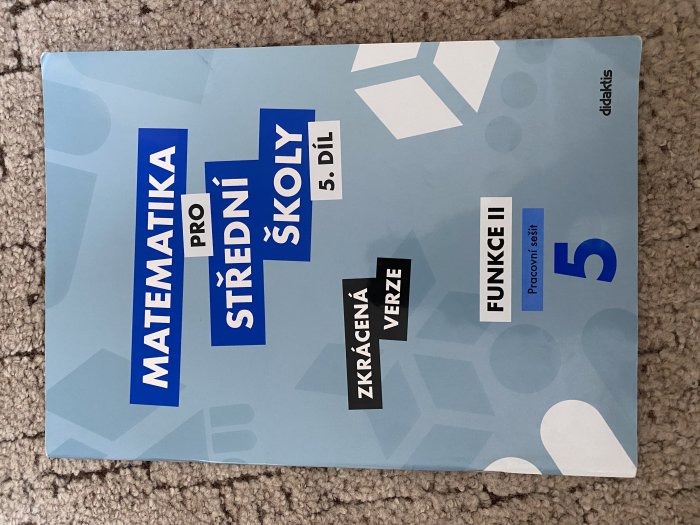 MATEMATIKA
PRO
STŘEDNÍ
ŠKOLY
5. DÍL
ZKRÁCENÁ
VERZE
FUNKCE II
Pracovní sešit
5
didaktis